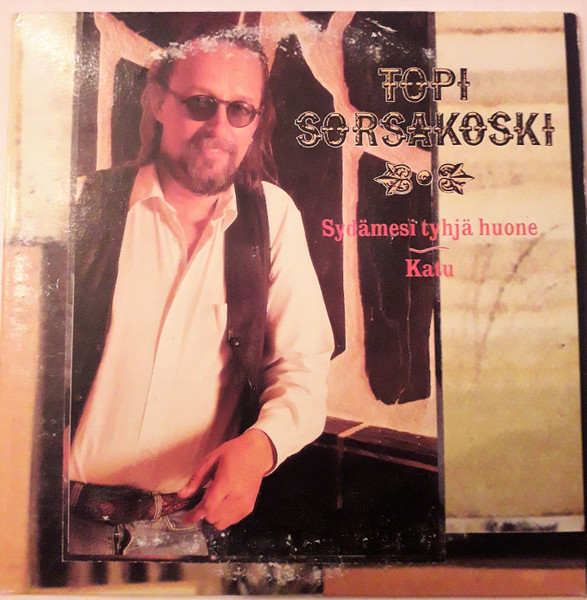 TOPI
SORSAKOSKI
Sydämesi tyhjä huone
Katu